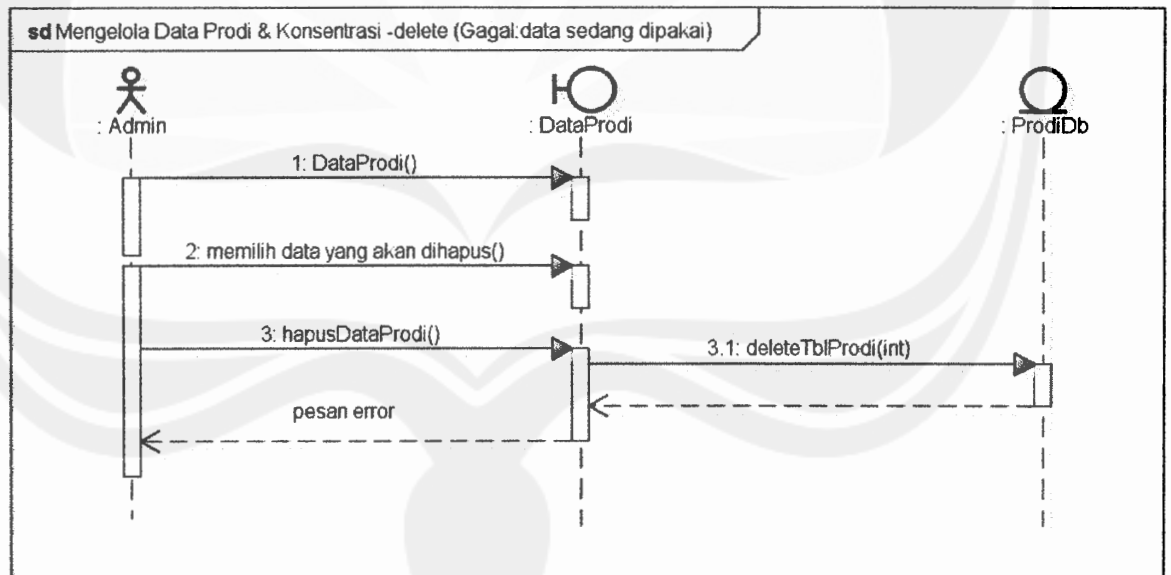 sd Mengelola Data Prodi & Konsentrasi -delete (Gagal:data sedang dipakai)
: Admin
: DataProdi
: ProdiDb
1: DataProdi()
2: memilih data yang akan dihapus()
3: hapusDataProdi()
3.1: deleteTblProdi(int)
pesan error